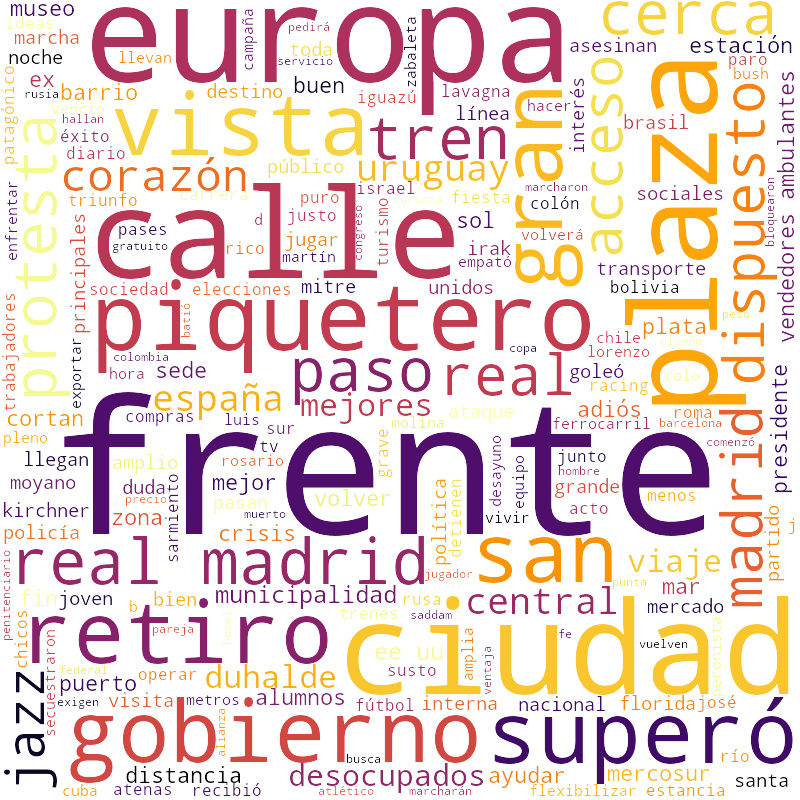 museo
europa
campaña
pedirá
cerca
ideas
marcha
llevan
toda
servicio
zabaleta
asesinan
estación
noche
ex
buen
paro
rusia
barrio
destino
iguazú
lavagna
hacer
bush
patagónico
venció
vista
tren
línea
gran
interés
acceso
brasil
plaza
dispuesto
vendedores ambulantes
hallan
éxito
diario
público
uruguay
protesta
corazón
carrera
israel
fiesta
marcharon
sociales
bloquearon
triunfo
puro
colón
enfrentar
pases
d
justo
sol
volverá
calle
gratuito
rico
jugar
turismo
irak
martín
congreso
empató
transporte
principales
sociedad
elecciones
mitre
unidos
bolivia
exportar
batió
piquetero
trabajadores
plata
pesa
chile
lorenzo
colombia
copa
hora
sede
paso
real
goleó
racing
colo
cortan
españa
mejores
adiós
roma
compras
luis
sur
ataque
ferrocarril
barcelona
pleno
amplio
tv
molina
frente
comenzó
madrid
presidente
llegan
rosario
grave
desayuno
equipo
junto
hombre
moyano
duda
mejor
grande
menos
precio
pasan
volver
kirchner
sarmiento
muerto
vivir
acto
zona
crisis
política
detienen
policía
partido
j
real madrid
san
viaje
penitenciario
jugador
punta
fin
joven
b
bien
municipalidad
central
mar
trenes
rusa
saddam
mercado
chicos
retiro
pareja
hotel
ee uu
amplia
fe
vuelven
ciudad
peronista
federal
operar
duhalde
susto
ventaja
puerto
secuestraron
jazz
exigen
visita
alumnos
metros
fútbol
interna
nacional
florida
josé
gobierno
alianza
superó
río
busca
distancia
desocupados
ayudar
mercosur
santa
cuba
atenas
recibió
atlético
marcharán
flexibilizar
estancia